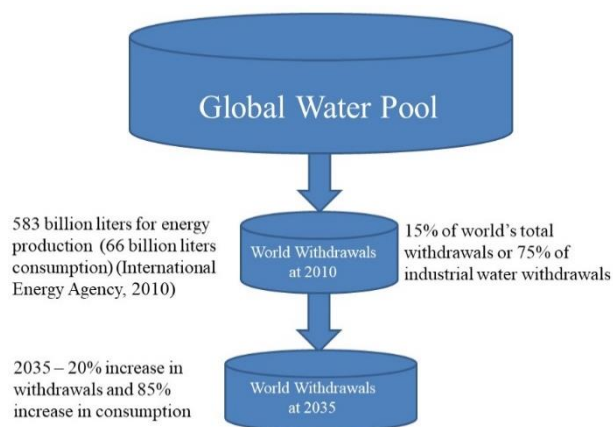 Global Water Pool
583 billion liters for energy
production (66 billion liters
consumption) (International
Energy Agency, 2010)
World Withdrawals
at 2010
15% of world's total
withdrawals or 75% of
industrial water withdrawals
2035 – 20% increase in
withdrawals and 85%
increase in consumption
World Withdrawals
at 2035